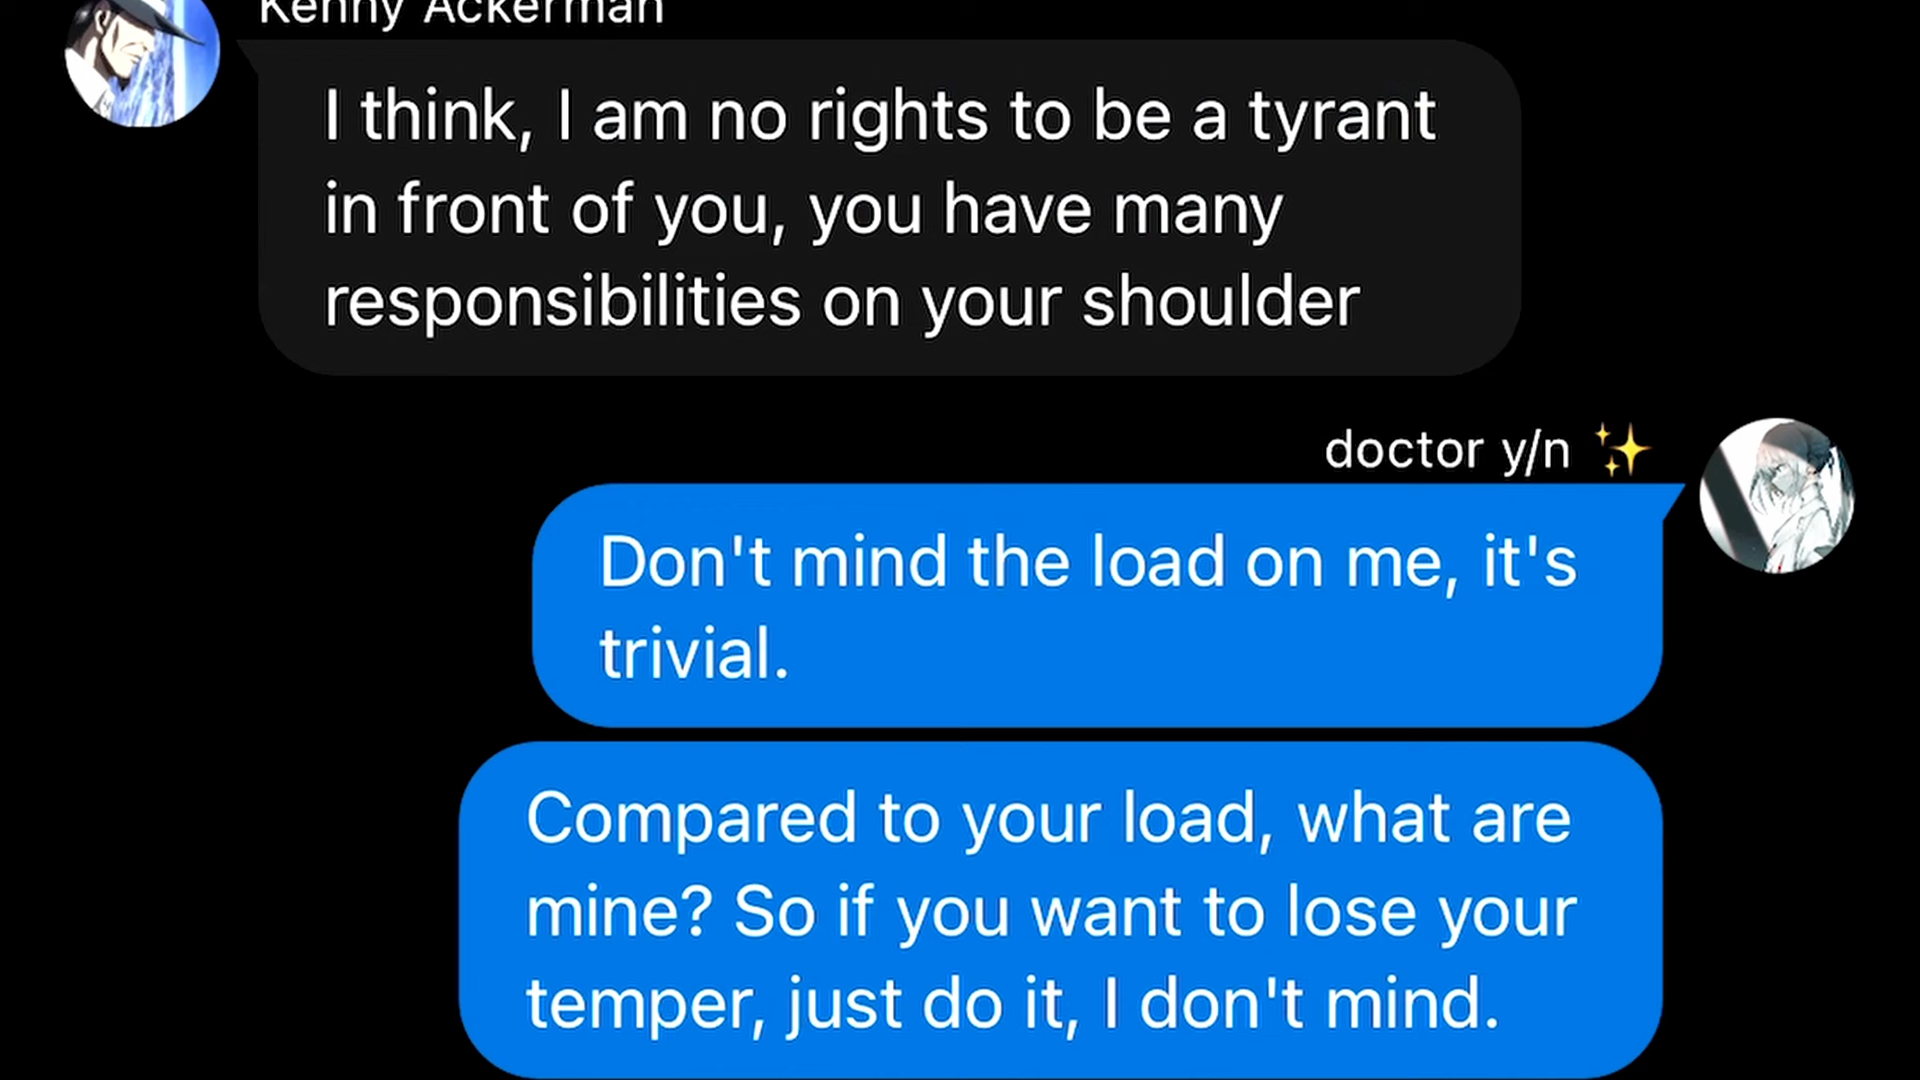 Kenny Ackerman
I think, I am no rights to be a tyrant
in front of you, you have many
responsibilities on your shoulder
doctor y/n ✨
Don't mind the load on me, it's
trivial.
Compared to your load, what are
mine? So if you want to lose your
temper, just do it, I don't mind.